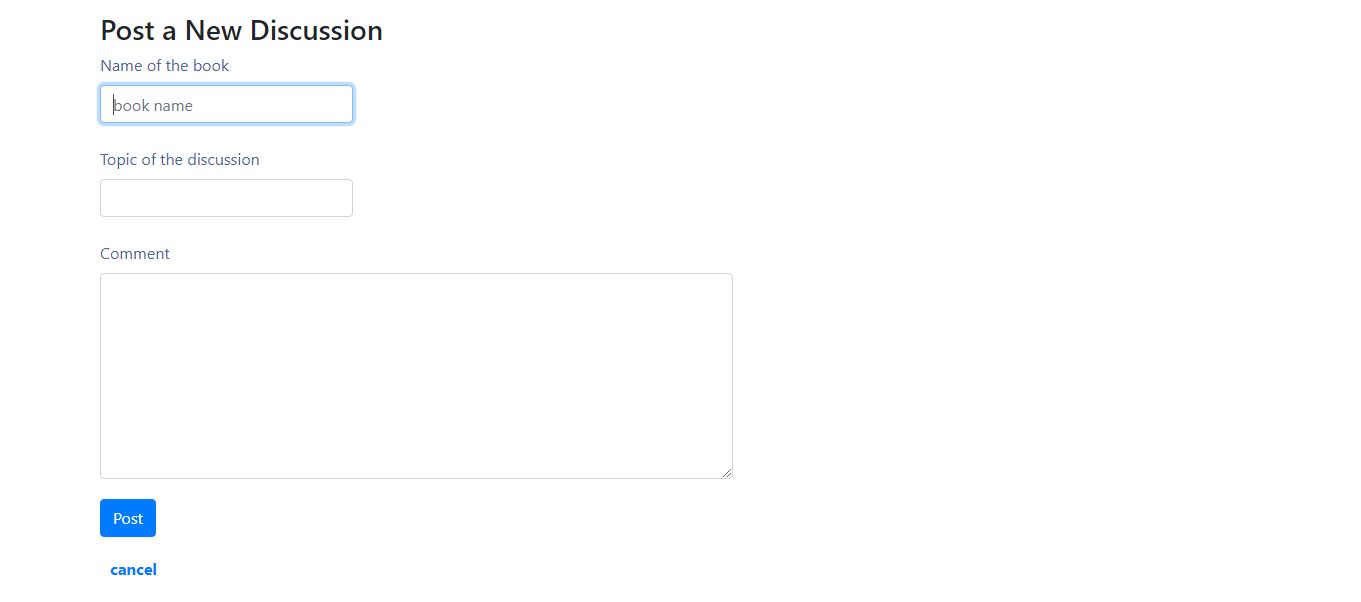 Post a New Discussion
Name of the book
book name
Topic of the discussion
Comment
Post
cancel